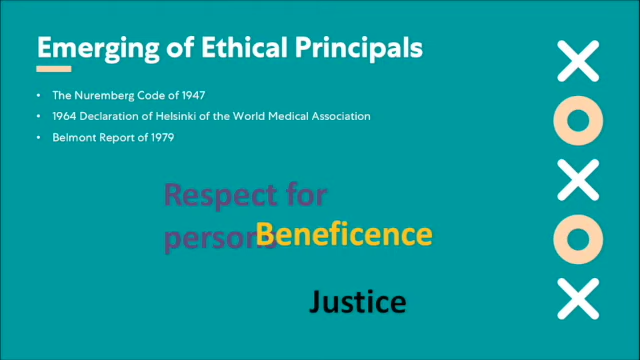 Emerging of Ethical Principals
• The Nuremberg Code of 1947
• 1964 Declaration of Helsinki of the World Medical Association
• Belmont Report of 1979
Respect for
persons
Beneficence
Justice